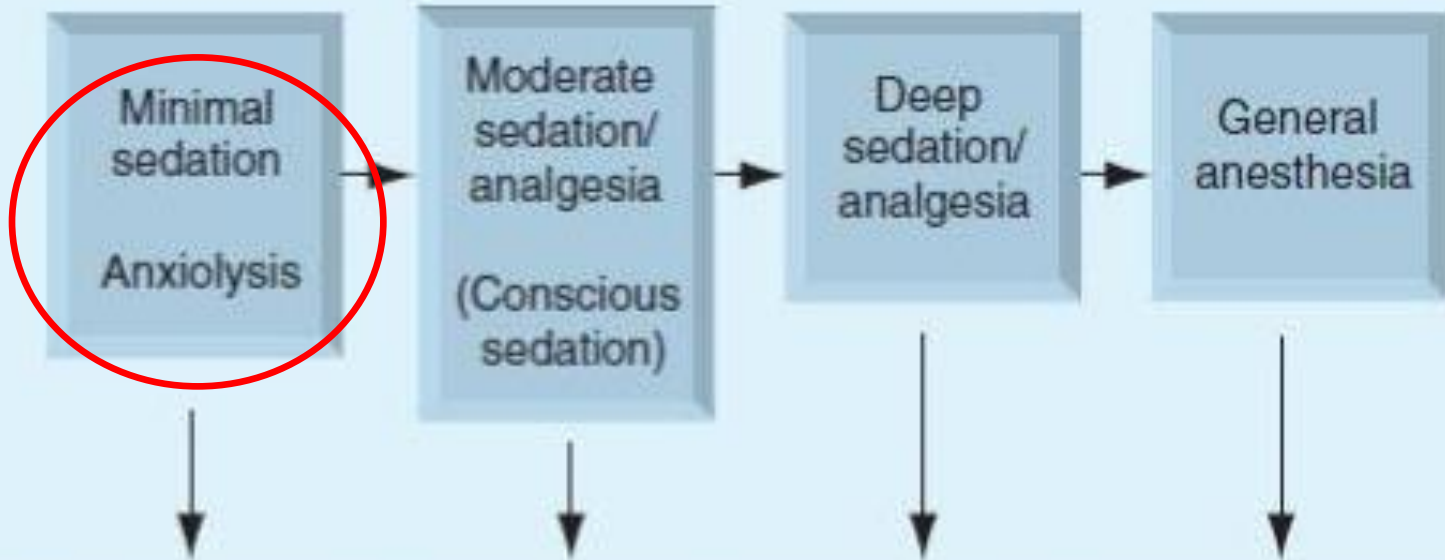 Minimal
sedation
Anxiolysis
Moderate
sedation/
analgesia
(Conscious
sedation)
Deep
sedation/
analgesia
General
anesthesia